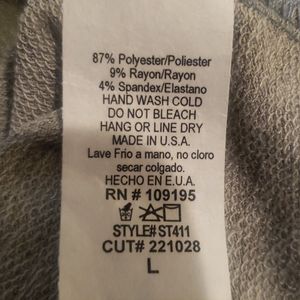 87% Polyester/Poliester
9% Rayon/Rayon
4% Spandex/Elastano
HAND WASH COLD
DO NOT BLEACH
HANG OR LINE DRY
MADE IN U.S.A.
Lave Frio a mano, no cloro
secar colgado.
HECHO EN E.U.A.
RN # 109195
STYLE# ST411
CUT# 221028
L